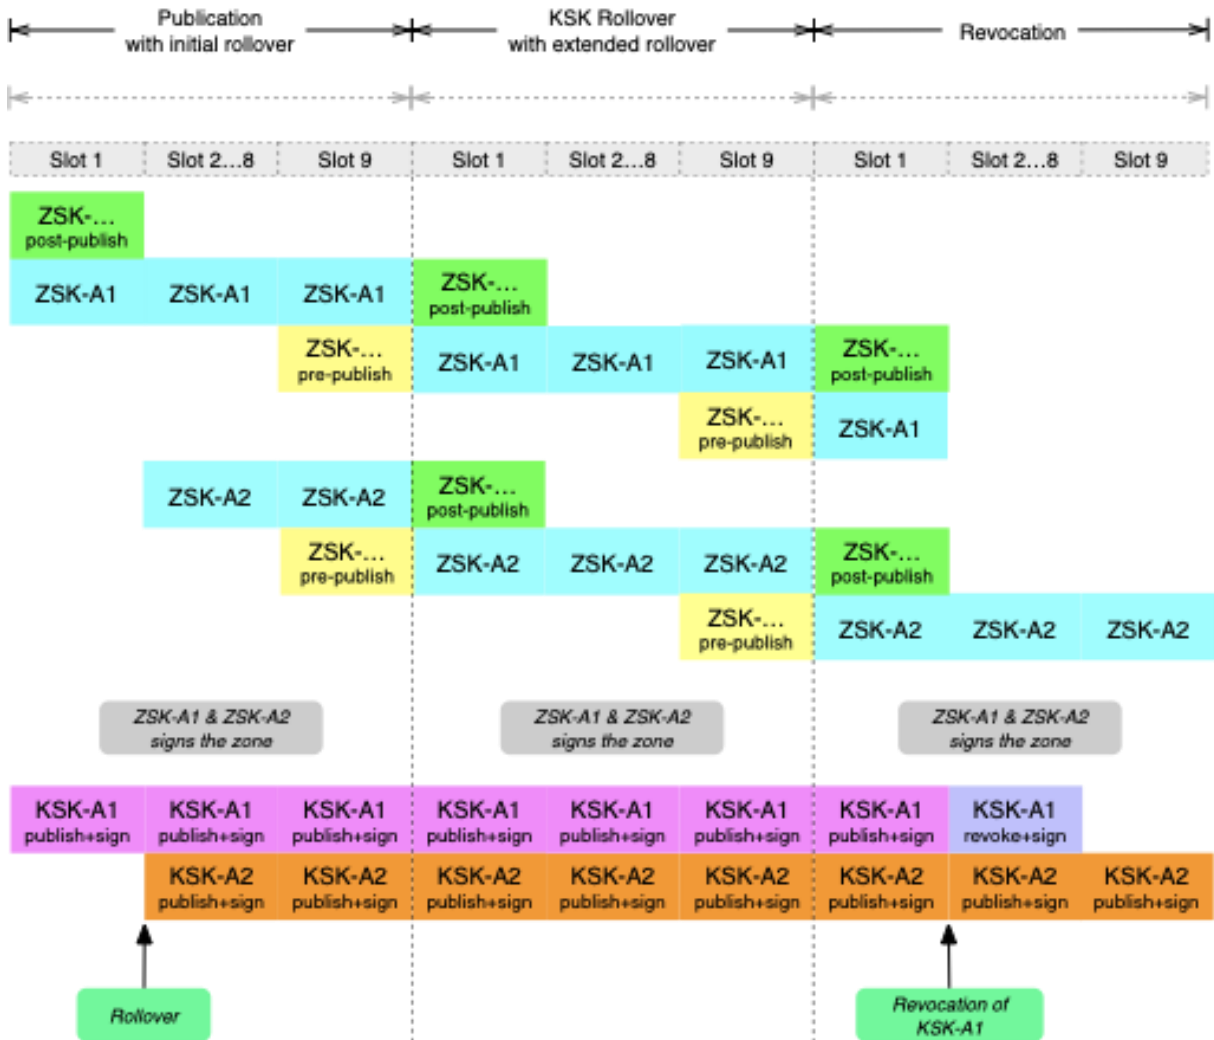 Publication
with initial rollover
KSK Rollover
with extended rollover
Revocation
Slot 1
Slot 2...8
Slot 9
Slot 1
Slot 2...8
Slot 9
Slot 1
Slot 2...8
Slot 9
ZSK-...
post-publish
ZSK-A1
ZSK-A1
ZSK-A1
ZSK-...
post-publish
ZSK-...
pre-publish
ZSK-A1
ZSK-A1
ZSK-A1
ZSK-...
post-publish
ZSK-...
pre-publish
ZSK-A1
ZSK-A2
ZSK-A2
ZSK-...
post-publish
ZSK-...
pre-publish
ZSK-A2
ZSK-A2
ZSK-A2
ZSK-...
post-publish
ZSK-...
pre-publish
ZSK-A2
ZSK-A2
ZSK-A2
ZSK-A1 & ZSK-A2
signs the zone
ZSK-A1 & ZSK-A2
signs the zone
ZSK-A1 & ZSK-A2
signs the zone
KSK-A1
publish+sign
KSK-A1
publish+sign
KSK-A1
publish+sign
KSK-A1
publish+sign
KSK-A1
publish+sign
KSK-A1
publish+sign
KSK-A1
publish+sign
KSK-A1
revoke+sign
KSK-A2
publish+sign
KSK-A2
publish+sign
KSK-A2
publish+sign
KSK-A2
publish+sign
KSK-A2
publish+sign
KSK-A2
publish+sign
KSK-A2
publish+sign
KSK-A2
publish+sign
Rollover
Revocation of
KSK-A1